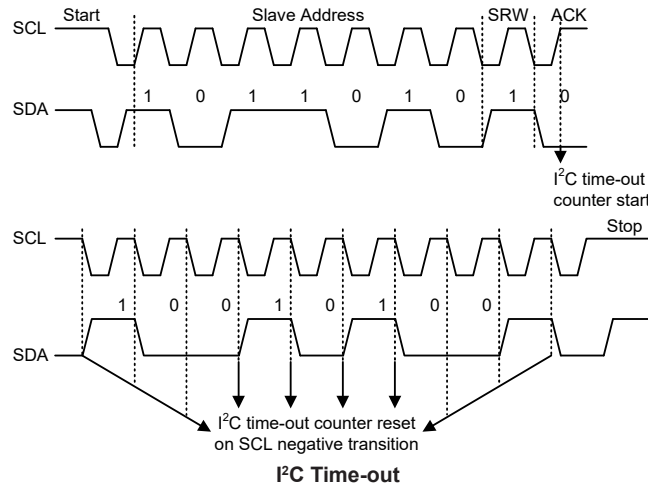 Start Slave Address SRW ACK
SCL
1 0 1 1 0 1 0 1 0
SDA
I²C time-out
counter start
Stop
SCL
1 0 0 1 0 1 0 0
SDA
I²C time-out counter reset
on SCL negative transition
I²C Time-out